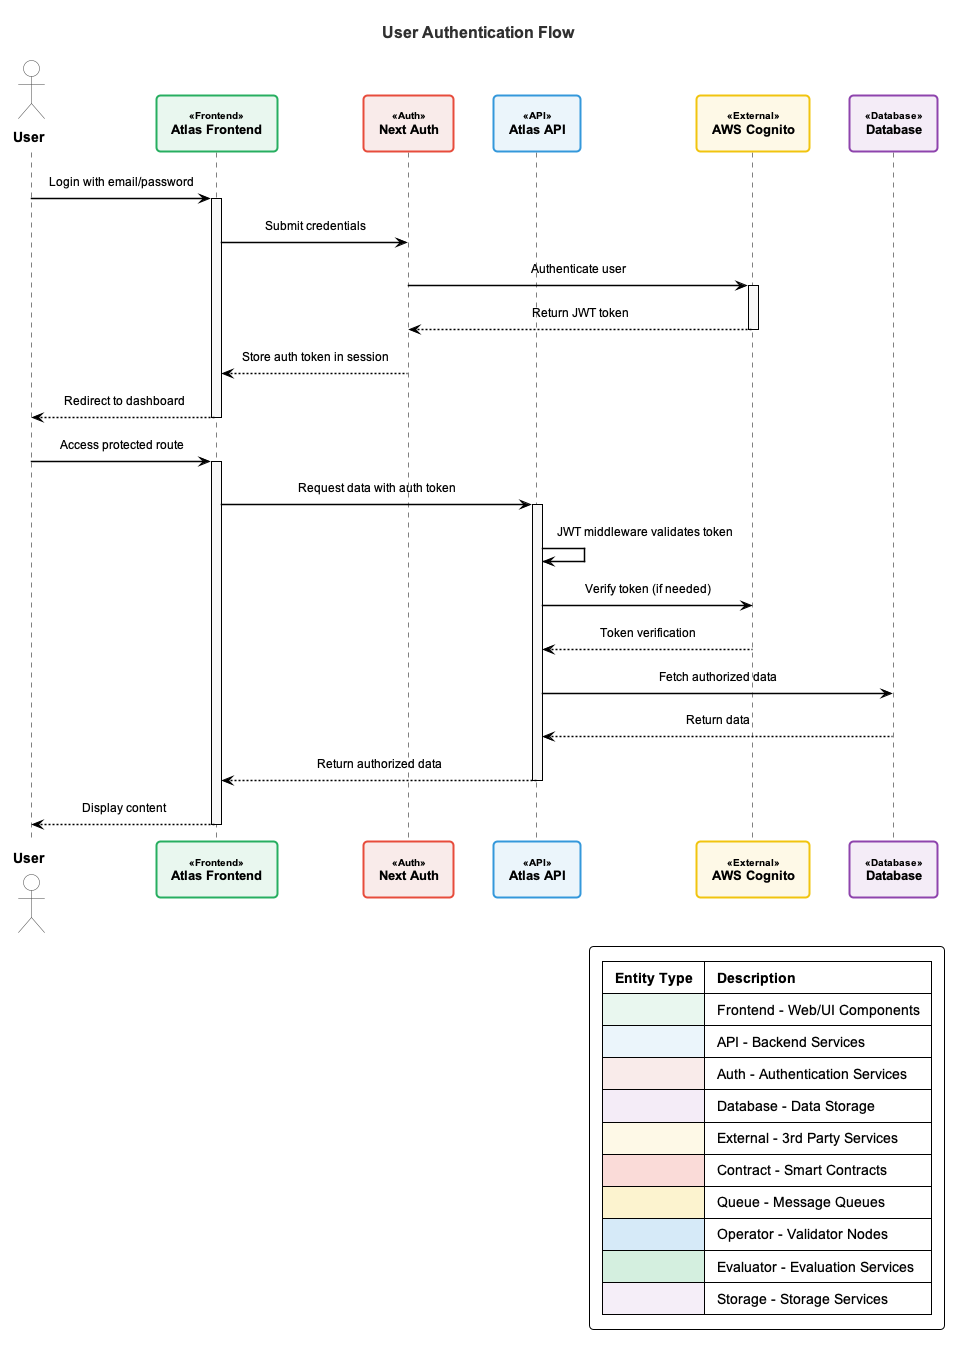 User Authentication Flow
User
«Frontend»
Atlas Frontend
«Auth»
Next Auth
«API»
Atlas API
«External»
AWS Cognito
«Database»
Database
Login with email/password
Submit credentials
Authenticate user
Return JWT token
Store auth token in session
Redirect to dashboard
Access protected route
Request data with auth token
JWT middleware validates token
Verify token (if needed)
Token verification
Fetch authorized data
Return data
Return authorized data
Display content
User
«Frontend»
Atlas Frontend
«Auth»
Next Auth
«API»
Atlas API
«External»
AWS Cognito
«Database»
Database
Entity Type Description
Frontend - Web/UI Components
API - Backend Services
Auth - Authentication Services
Database - Data Storage
External - 3rd Party Services
Contract - Smart Contracts
Queue - Message Queues
Operator - Validator Nodes
Evaluator - Evaluation Services
Storage - Storage Services